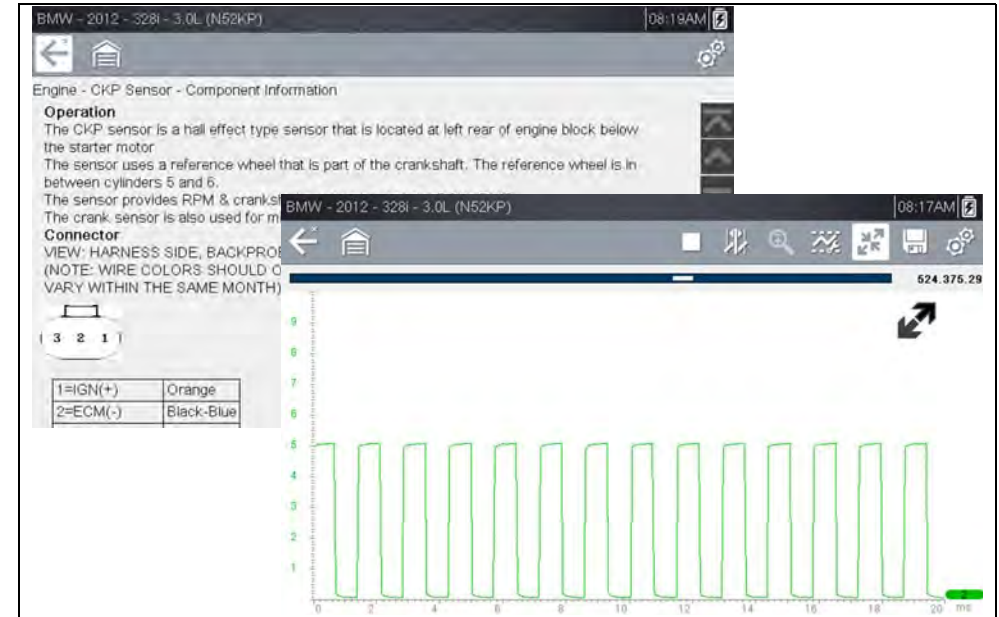 BMW - 2012 - 328i - 3.0L (N52KP)
08:19AM
Engine - CKP Sensor - Component Information
Operation
The CKP sensor is a hall effect type sensor that is located at left rear of engine block below
the starter motor
The sensor uses a reference wheel that is part of the crankshaft. The reference wheel is in
between cylinders 5 and 6.
The sensor provides RPM & cranksh
The crank sensor is also used for m
Connector
VIEW: HARNESS SIDE, BACKPROB
(NOTE: WIRE COLORS SHOULD
VARY WITHIN THE SAME MONTH)
3 2 1
1=IGN(+) Orange
2=ECM(-) Black-Blue
BMW - 2012 - 328i - 3.0L (N52KP)
08:17AM
524.375.29
9
8
7
6
5
4
3
2
1
0 2 4 6 8 10 12 14 16 18 20 ms
2